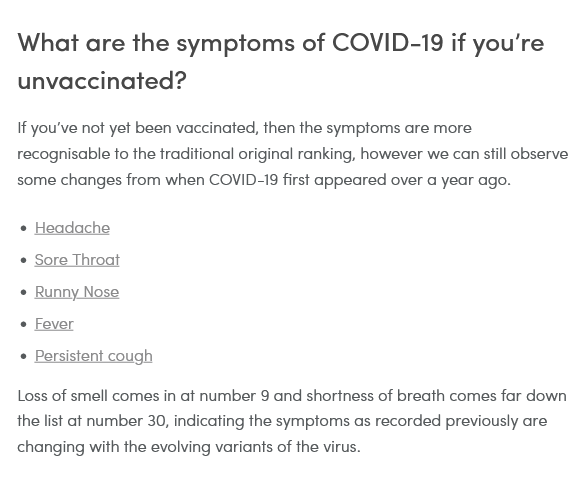 What are the symptoms of COVID-19 if you’re
unvaccinated?
If you’ve not yet been vaccinated, then the symptoms are more
recognisable to the traditional original ranking, however we can still observe
some changes from when COVID-19 first appeared over a year ago.
• Headache
• Sore Throat
• Runny Nose
• Fever
• Persistent cough
Loss of smell comes in at number 9 and shortness of breath comes far down
the list at number 30, indicating the symptoms as recorded previously are
changing with the evolving variants of the virus.